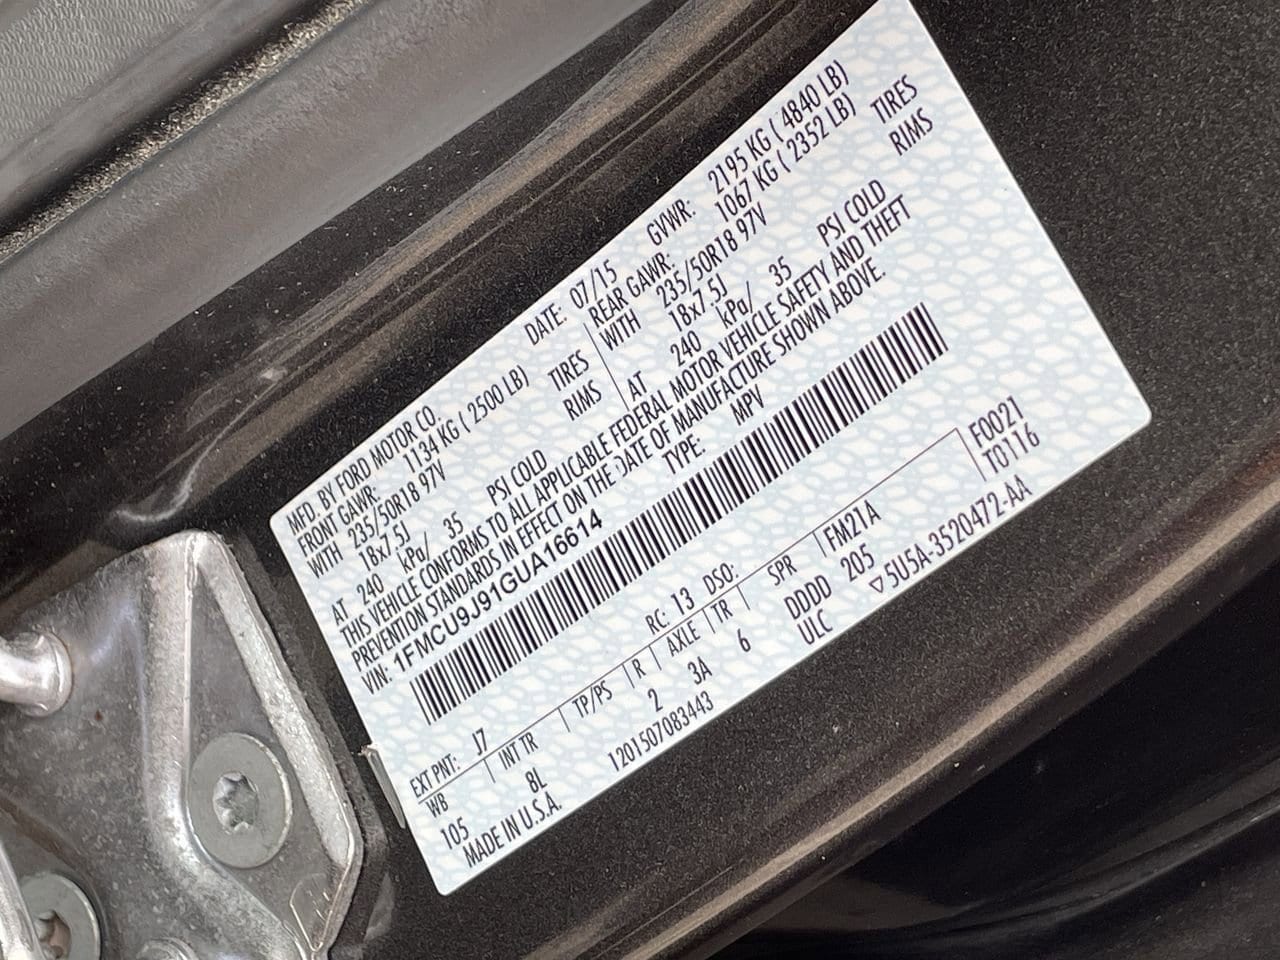 MFD. BY FORD MOTOR CO. DATE: 07/15 GVWR: 2195 KG ( 4840 LB)
FRONT GAWR: 1134 KG ( 2500 LB) REAR GAWR: 1067 KG ( 2352 LB)
WITH 235/50R18 97V TIRES WITH 235/50R18 97V TIRES
18x7.5J RIMS 18x7.5J RIMS
AT 240 kPa/ 35 PSI COLD AT 240 kPa/ 35 PSI COLD
THIS VEHICLE CONFORMS TO ALL APPLICABLE FEDERAL MOTOR VEHICLE SAFETY AND THEFT
PREVENTION STANDARDS IN EFFECT ON THE DATE OF MANUFACTURE SHOWN ABOVE.
VIN: 1FMCU9J91GUA16614 TYPE: MPV
F0021
T0116
EXT PNT: J7 RC: 13 DSO: FM21A
WB INT TR TP/PS R AXLE TR SPR
105 8L 2 3A 6 DDDD 205
MADE IN U.S.A. 1201507083443 ULC ▽5U5A-3520472-AA